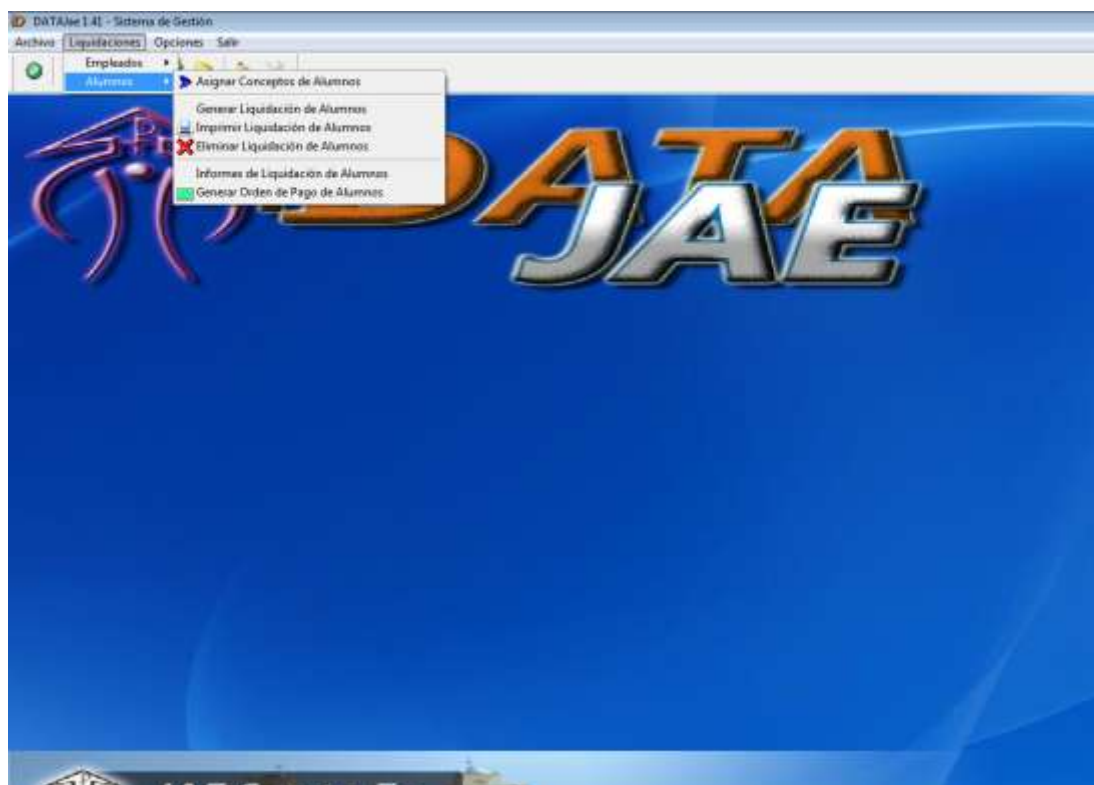 DATAJae 1.41 - Sistema de Gestión
Archivo Liquidaciones Opciones Salir
Empleados
Alumnos
Asignar Conceptos de Alumnos
Generar Liquidación de Alumnos
Imprimir Liquidación de Alumnos
Eliminar Liquidación de Alumnos
Informes de Liquidación de Alumnos
Generar Orden de Pago de Alumnos
DATA
JAE